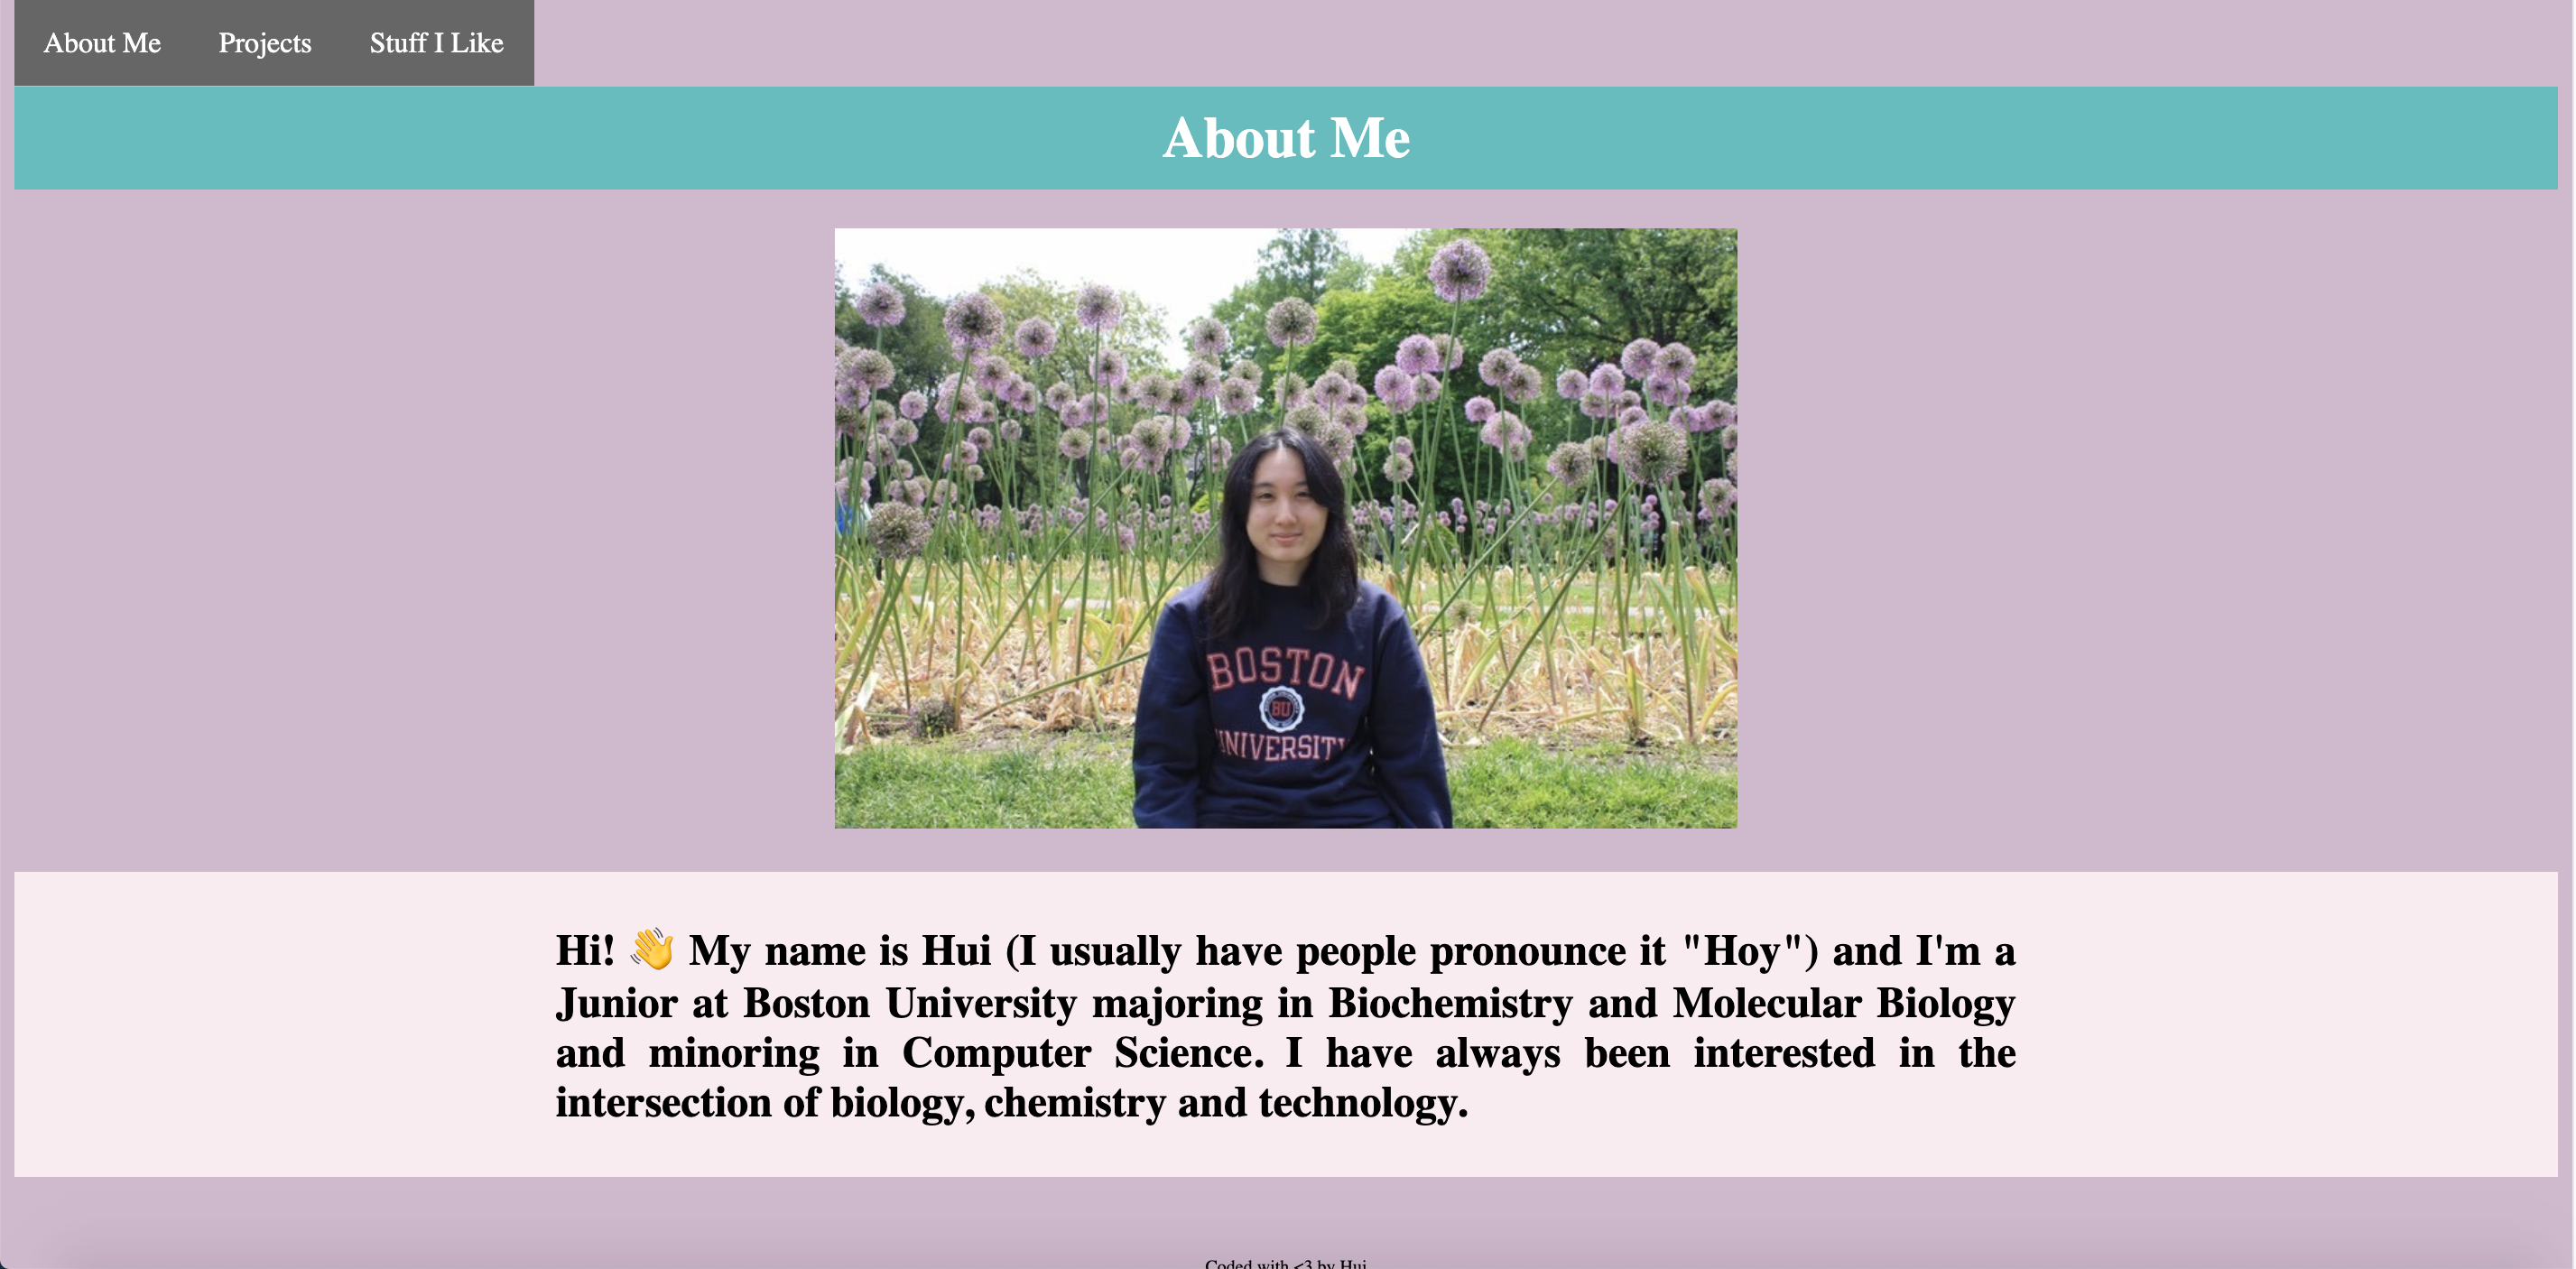 About Me Projects Stuff I Like
About Me
BOSTON
BU
UNIVERSITY
Hi! 👋 My name is Hui (I usually have people pronounce it "Hoy") and I'm a
Junior at Boston University majoring in Biochemistry and Molecular Biology
and minoring in Computer Science. I have always been interested in the
intersection of biology, chemistry and technology.
Coded with <3 by Hui